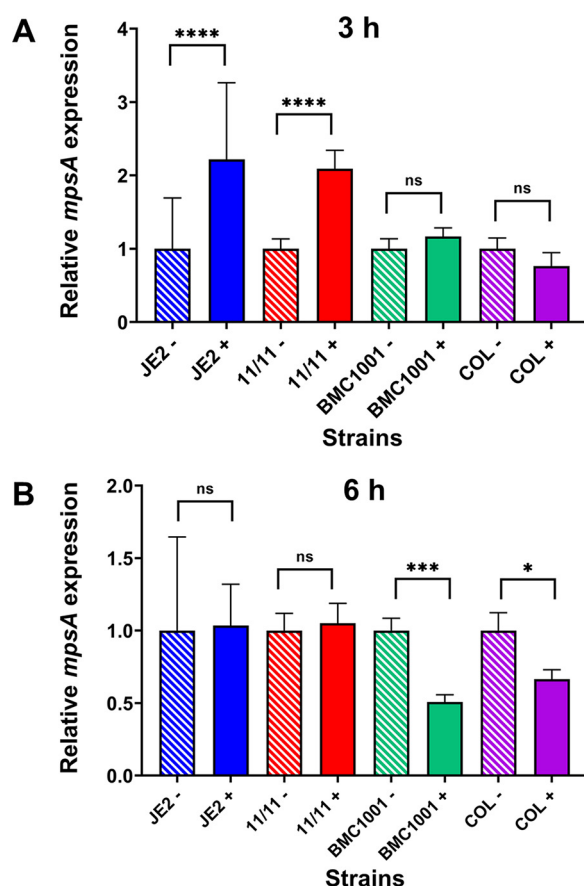 A
3 h
Relative mpsA expression
4
3
2
1
0
****
****
ns
ns
JE2 -
JE2 +
11/11 -
11/11 +
BMC1001 -
BMC1001 +
COL -
COL +
Strains
B
6 h
Relative mpsA expression
2.0
1.5
1.0
0.5
0.0
ns
ns
***
*
JE2 -
JE2 +
11/11 -
11/11 +
BMC1001 -
BMC1001 +
COL -
COL +
Strains